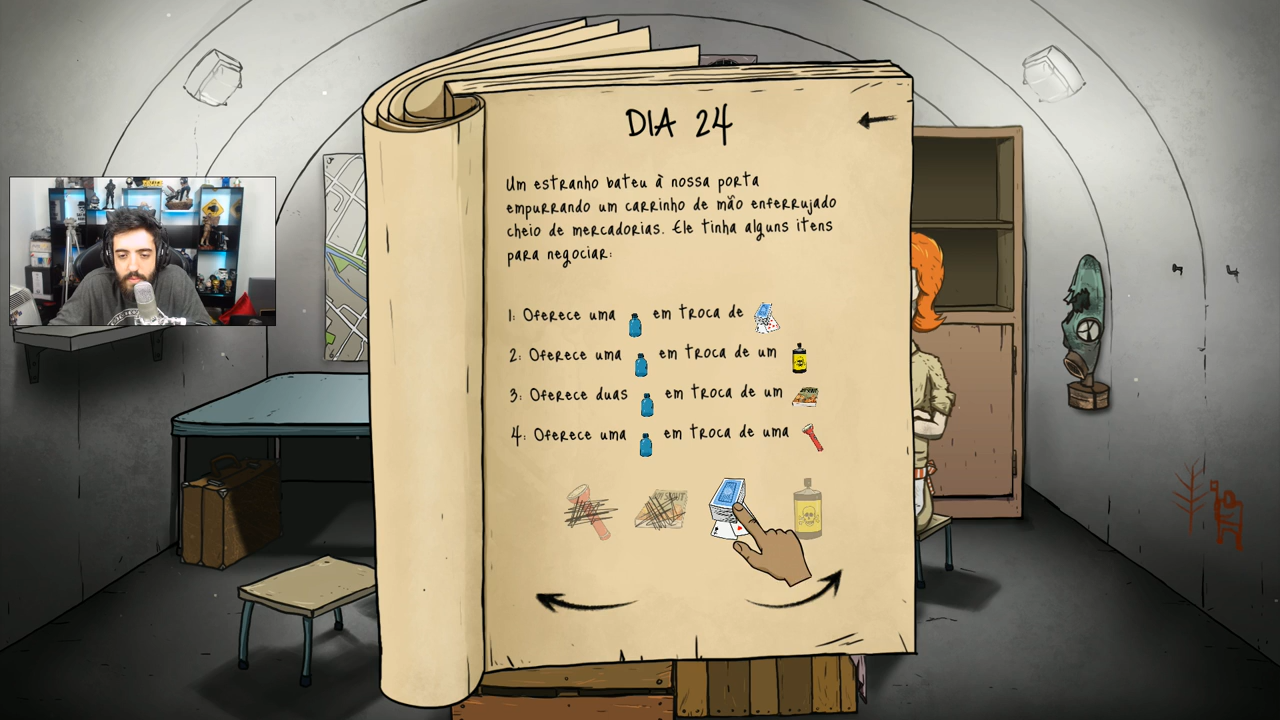 DIA 24
Um estranho bateu à nossa porta
empurrando um carrinho de mão enferrujado
cheio de mercadorias. Ele tinha alguns itens
para negociar:
1: Oferece uma em troca de
2: Oferece uma em troca de um
3: Oferece duas em troca de um
4: Oferece uma em troca de uma